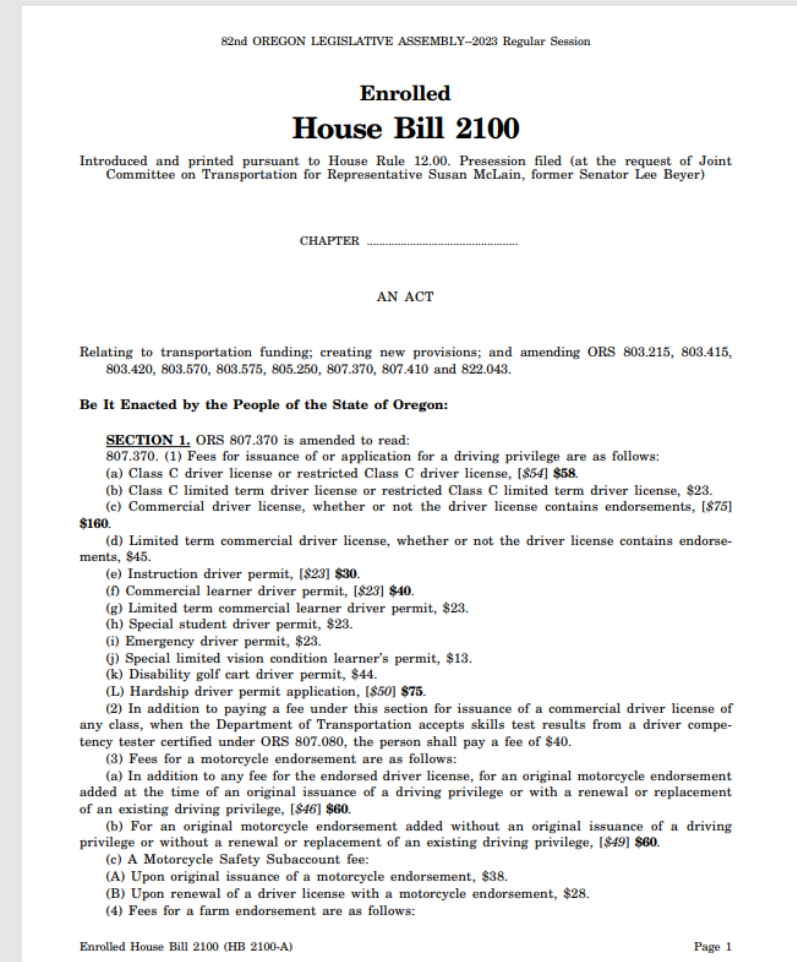 82nd OREGON LEGISLATIVE ASSEMBLY--2023 Regular Session
Enrolled
House Bill 2100
Introduced and printed pursuant to House Rule 12.00. Presession filed (at the request of Joint
Committee on Transportation for Representative Susan McLain, former Senator Lee Beyer)
CHAPTER ..................................................
AN ACT
Relating to transportation funding; creating new provisions; and amending ORS 803.215, 803.415,
803.420, 803.570, 803.575, 805.250, 807.370, 807.410 and 822.043.
Be It Enacted by the People of the State of Oregon:
SECTION 1. ORS 807.370 is amended to read:
807.370. (1) Fees for issuance of or application for a driving privilege are as follows:
(a) Class C driver license or restricted Class C driver license, [$54] $58.
(b) Class C limited term driver license or restricted Class C limited term driver license, $23.
(c) Commercial driver license, whether or not the driver license contains endorsements, [$75]
$160.
(d) Limited term commercial driver license, whether or not the driver license contains endorse-
ments, $45.
(e) Instruction driver permit, [$23] $30.
(f) Commercial learner driver permit, [$23] $40.
(g) Limited term commercial learner driver permit, $23.
(h) Special student driver permit, $23.
(i) Emergency driver permit, $23.
(j) Special limited vision condition learner's permit, $13.
(k) Disability golf cart driver permit, $44.
(L) Hardship driver permit application, [$50] $75.
(2) In addition to paying a fee under this section for issuance of a commercial driver license of
any class, when the Department of Transportation accepts skills test results from a driver compe-
tency tester certified under ORS 807.080, the person shall pay a fee of $40.
(3) Fees for a motorcycle endorsement are as follows:
(a) In addition to any fee for the endorsed driver license, for an original motorcycle endorsement
added at the time of an original issuance of a driving privilege or with a renewal or replacement
of an existing driving privilege, [$46] $60.
(b) For an original motorcycle endorsement added without an original issuance of a driving
privilege or without a renewal or replacement of an existing driving privilege, [$49] $60.
(c) A Motorcycle Safety Subaccount fee:
(A) Upon original issuance of a motorcycle endorsement, $38.
(B) Upon renewal of a driver license with a motorcycle endorsement, $28.
(4) Fees for a farm endorsement are as follows:
Enrolled House Bill 2100 (HB 2100-A)
Page 1